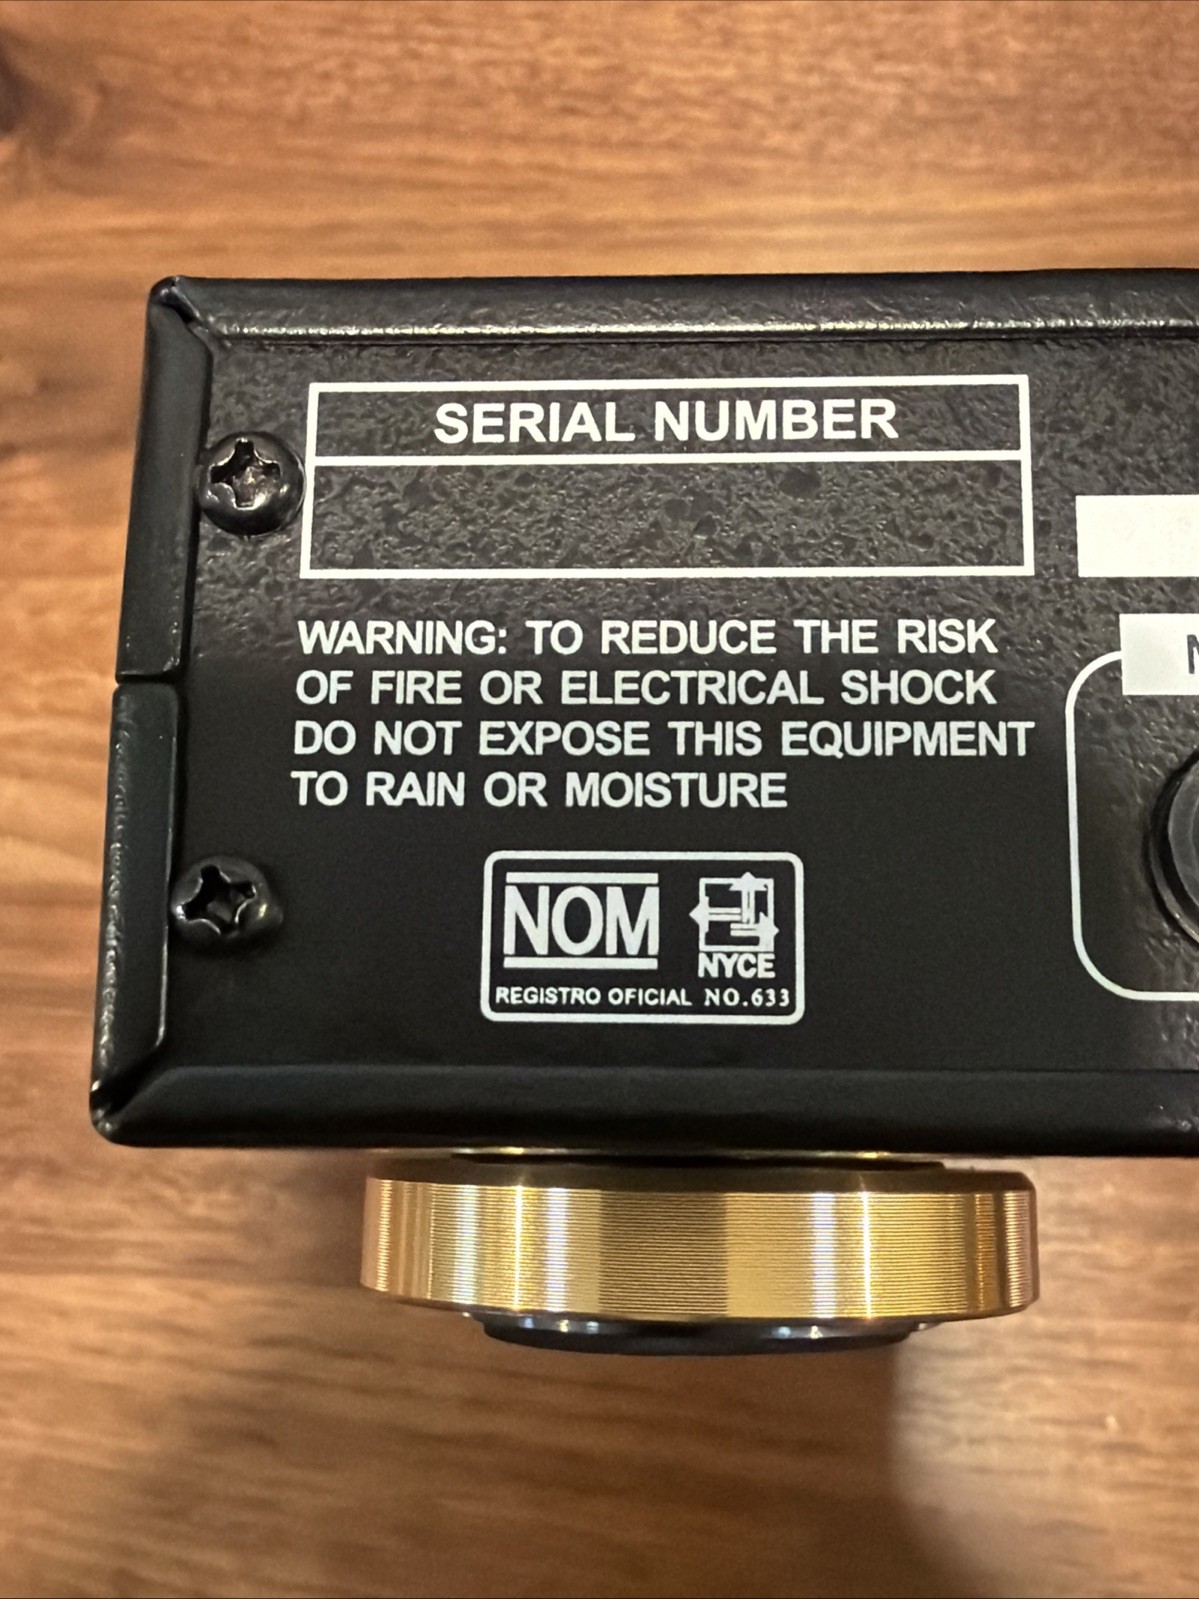 SERIAL NUMBER
WARNING: TO REDUCE THE RISK
OF FIRE OR ELECTRICAL SHOCK
DO NOT EXPOSE THIS EQUIPMENT
TO RAIN OR MOISTURE
NOM
NYCE
REGISTRO OFICIAL NO.633